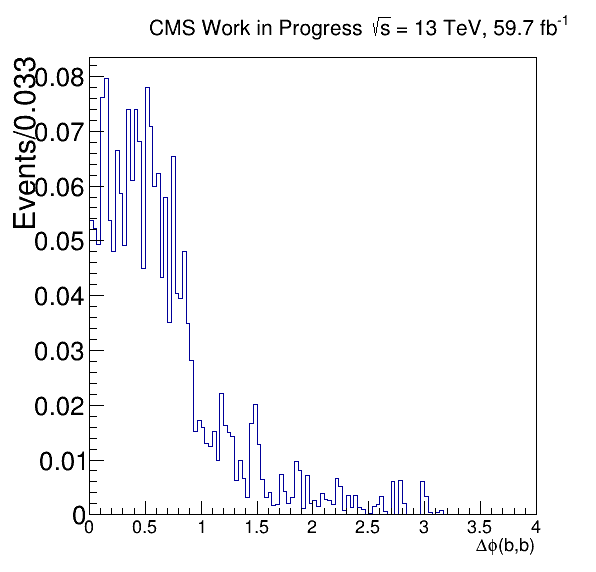 CMS Work in Progress √s = 13 TeV, 59.7 fb⁻¹
Events/0.033
0.08
0.07
0.06
0.05
0.04
0.03
0.02
0.01
0
0 0.5 1 1.5 2 2.5 3 3.5 4
Δϕ(b,b)